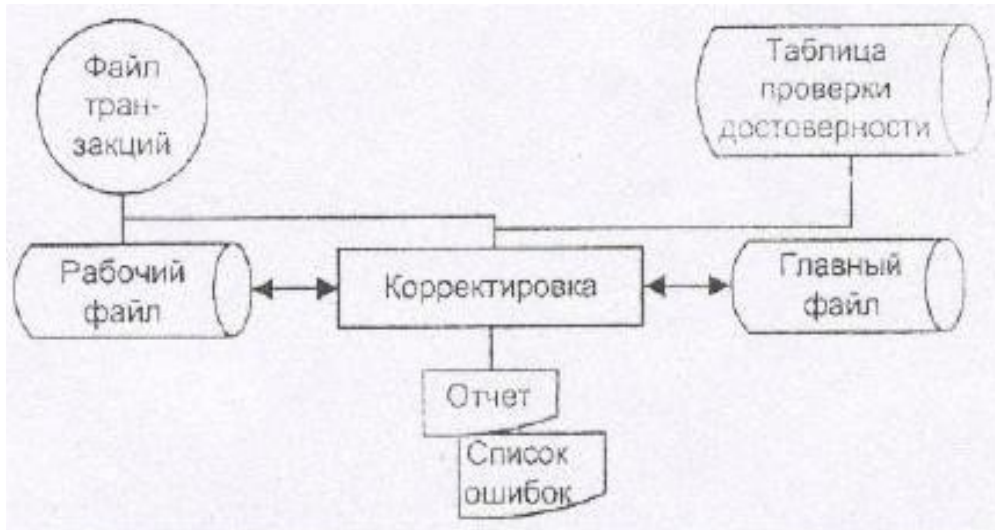 Файл
тран-
закций
Таблица
проверки
достоверности
Рабочий
файл
Корректировка
Главный
файл
Отчет
Список
ошибок